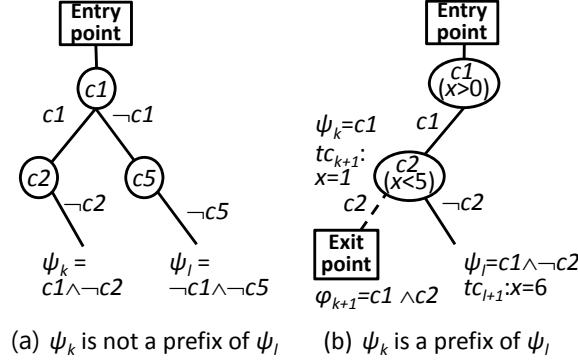 Entry
point
c1
c1
¬c1
c2
c5
¬c2
¬c5
ψk =
c1∧¬c2
ψl =
¬c1∧¬c5
(a) ψk is not a prefix of ψl
Entry
point
c1
(x>0)
c1
ψk=c1
tck+1:
x=1
c2
(x<5)
c2
¬c2
Exit
point
φk+1=c1 ∧c2
ψl=c1∧¬c2
tcl+1:x=6
(b) ψk is a prefix of ψl